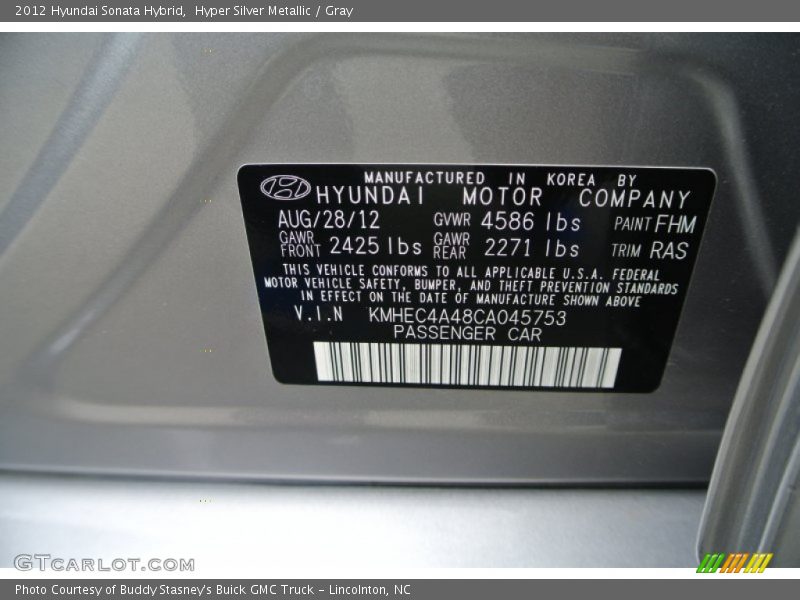 2012 Hyundai Sonata Hybrid,  Hyper Silver Metallic / Gray
MANUFACTURED IN KOREA BY
HYUNDAI MOTOR COMPANY
AUG/28/12 GVWR 4586 lbs PAINT FHM
GAWR FRONT 2425 lbs GAWR REAR 2271 lbs TRIM RAS
THIS VEHICLE CONFORMS TO ALL APPLICABLE U.S.A. FEDERAL
MOTOR VEHICLE SAFETY, BUMPER, AND THEFT PREVENTION STANDARDS
IN EFFECT ON THE DATE OF MANUFACTURE SHOWN ABOVE
V.I.N KMHEC4A48CA045753
PASSENGER CAR
GTCARLOT.COM
Photo Courtesy of Buddy Stasney's Buick GMC Truck - Lincolnton, NC